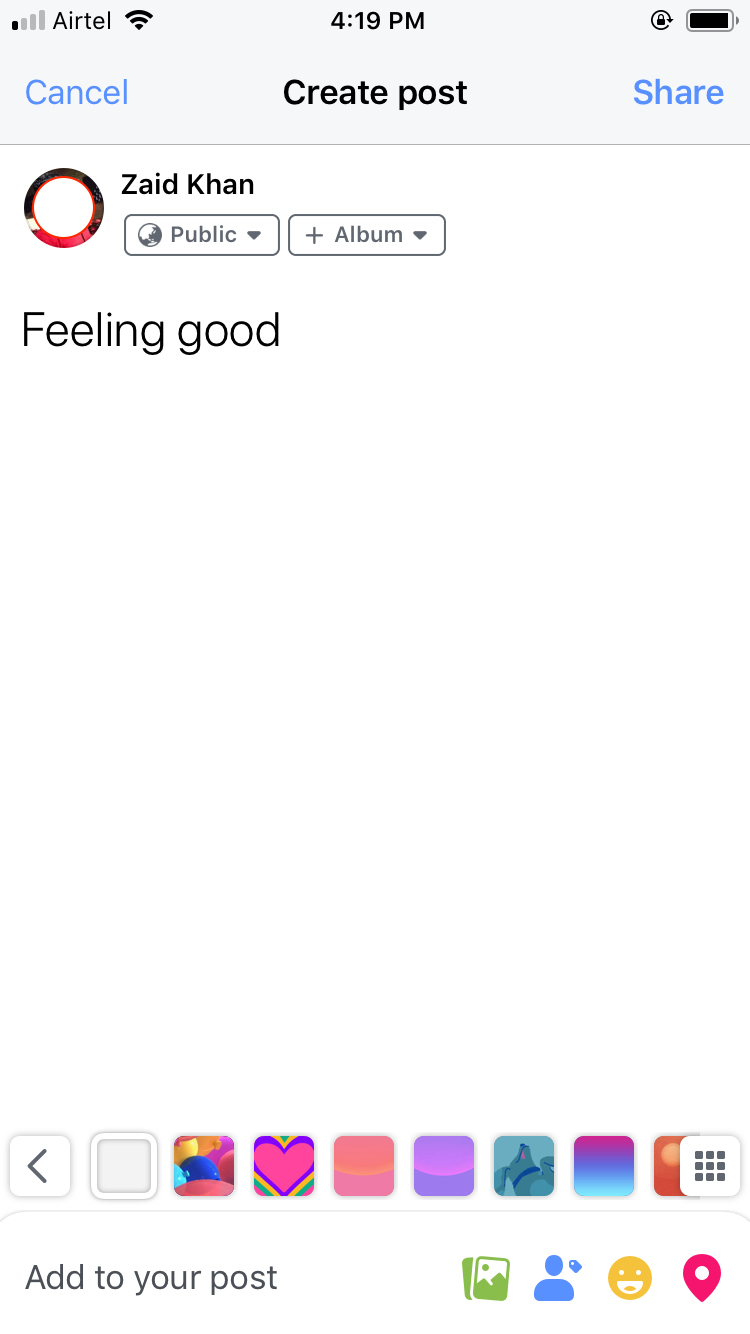 Airtel 4:19 PM
Cancel Create post Share
Zaid Khan
Public + Album
Feeling good
Add to your post